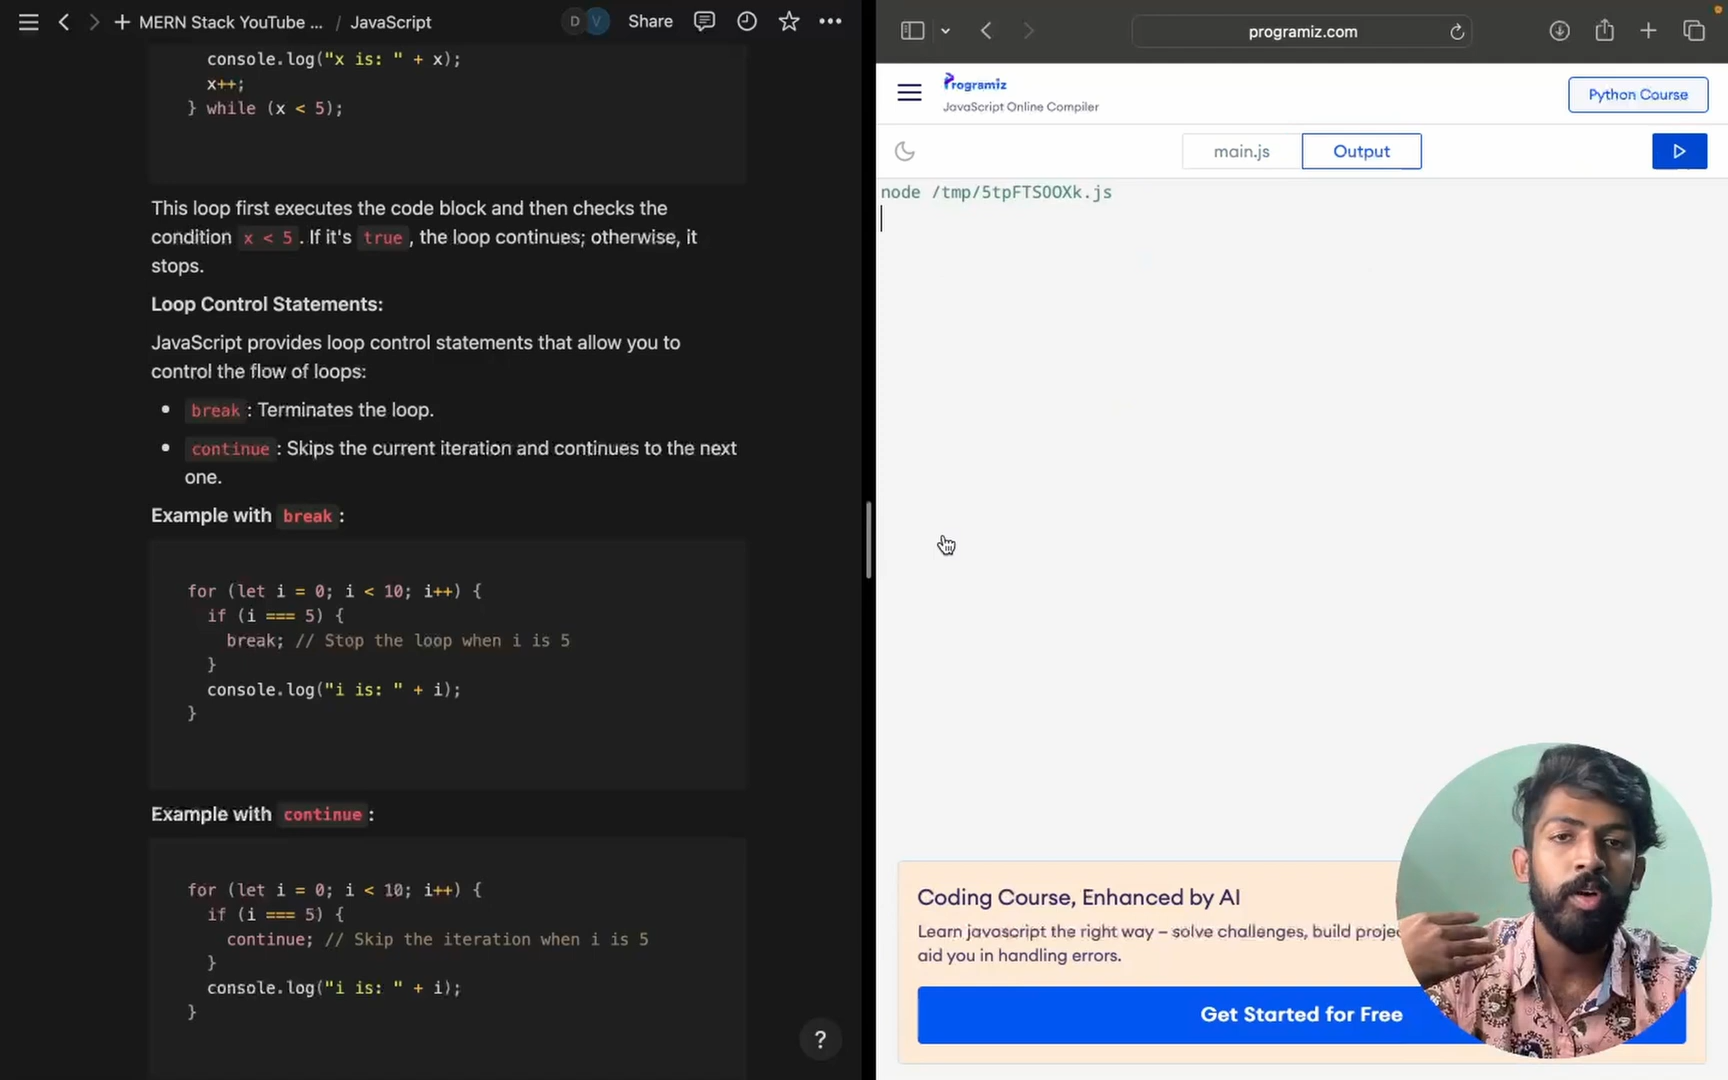 MERN Stack YouTube ... / JavaScript
D V Share
console.log("x is: " + x);
x++;
} while (x < 5);
This loop first executes the code block and then checks the
condition x < 5 . If it's true , the loop continues; otherwise, it
stops.
Loop Control Statements:
JavaScript provides loop control statements that allow you to
control the flow of loops:
• break : Terminates the loop.
• continue : Skips the current iteration and continues to the next
one.
Example with break :
for (let i = 0; i < 10; i++) {
if (i === 5) {
break; // Stop the loop when i is 5
}
console.log("i is: " + i);
}
Example with continue :
for (let i = 0; i < 10; i++) {
if (i === 5) {
continue; // Skip the iteration when i is 5
}
console.log("i is: " + i);
}
?
programiz.com
Programiz
JavaScript Online Compiler
Python Course
main.js
Output
node /tmp/5tpFTSOOXk.js
Coding Course, Enhanced by AI
Learn javascript the right way – solve challenges, build projec
aid you in handling errors.
Get Started for Free